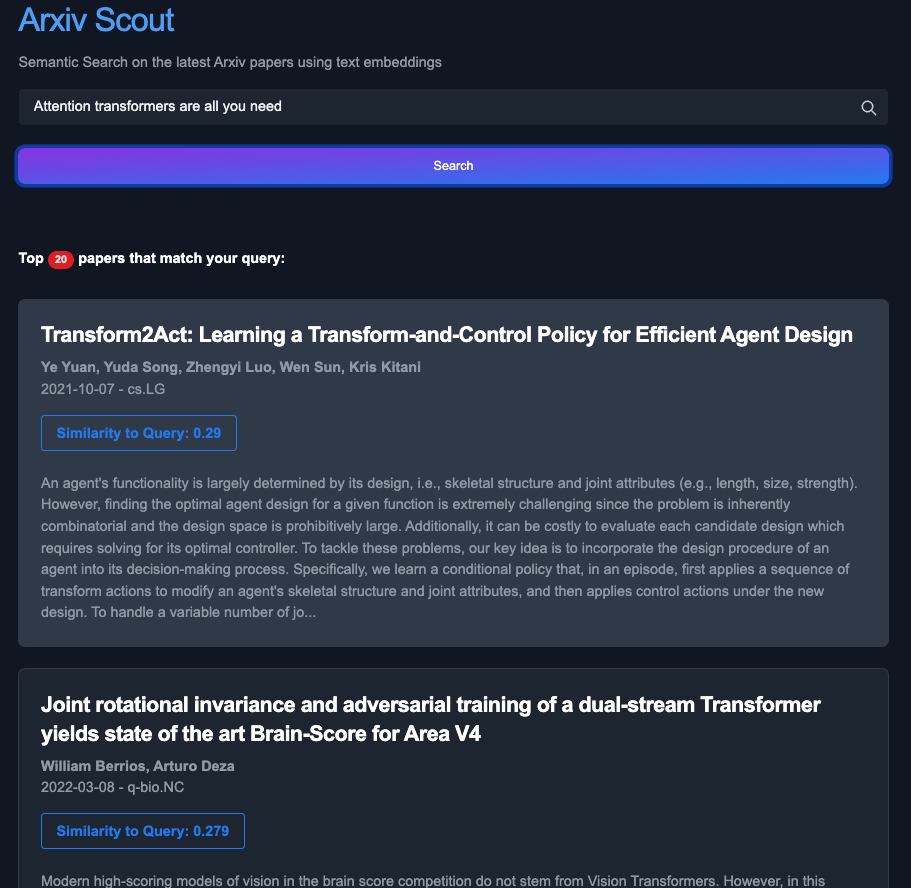 Arxiv Scout
Semantic Search on the latest Arxiv papers using text embeddings
Attention transformers are all you need
Search
Top 20 papers that match your query:
Transform2Act: Learning a Transform-and-Control Policy for Efficient Agent Design
Ye Yuan, Yuda Song, Zhengyi Luo, Wen Sun, Kris Kitani
2021-10-07 - cs.LG
Similarity to Query: 0.29
An agent's functionality is largely determined by its design, i.e., skeletal structure and joint attributes (e.g., length, size, strength).
However, finding the optimal agent design for a given function is extremely challenging since the problem is inherently
combinatorial and the design space is prohibitively large. Additionally, it can be costly to evaluate each candidate design which
requires solving for its optimal controller. To tackle these problems, our key idea is to incorporate the design procedure of an
agent into its decision-making process. Specifically, we learn a conditional policy that, in an episode, first applies a sequence of
transform actions to modify an agent's skeletal structure and joint attributes, and then applies control actions under the new
design. To handle a variable number of jo...
Joint rotational invariance and adversarial training of a dual-stream Transformer
yields state of the art Brain-Score for Area V4
William Berrios, Arturo Deza
2022-03-08 - q-bio.NC
Similarity to Query: 0.279
Modern high-scoring models of vision in the brain score competition do not stem from Vision Transformers. However, in this